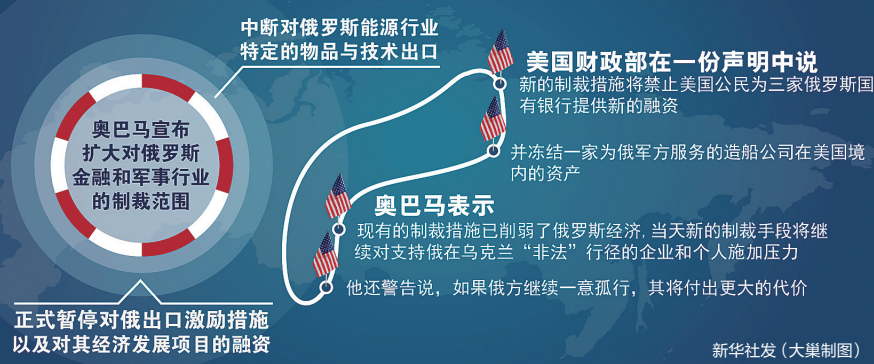 中断对俄罗斯能源行业
特定的物品与技术出口
奥巴马宣布
扩大对俄罗斯
金融和军事行业
的制裁范围
正式暂停对俄出口激励措施
以及对其经济发展项目的融资
美国财政部在一份声明中说
新的制裁措施将禁止美国公民为三家俄罗斯国
有银行提供新的融资
并冻结一家为俄军方服务的造船公司在美国境
内的资产
奥巴马表示
现有的制裁措施已削弱了俄罗斯经济,当天新的制裁手段将继
续对支持俄在乌克兰“非法”行径的企业和个人施加压力
他还警告说，如果俄方继续一意孤行，其将付出更大的代价
新华社发（大巢制图）